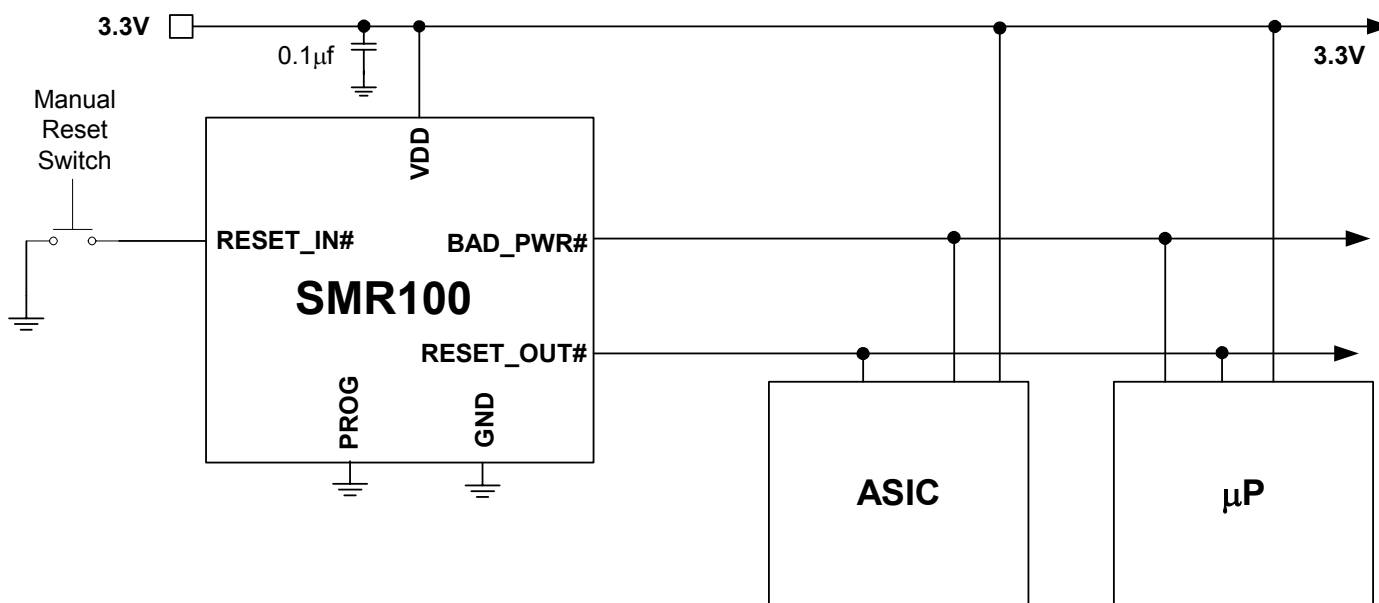 3.3V
0.1μf
3.3V
Manual
Reset
Switch
VDD
RESET_IN#
BAD_PWR#
SMR100
RESET_OUT#
PROG
GND
ASIC
μP